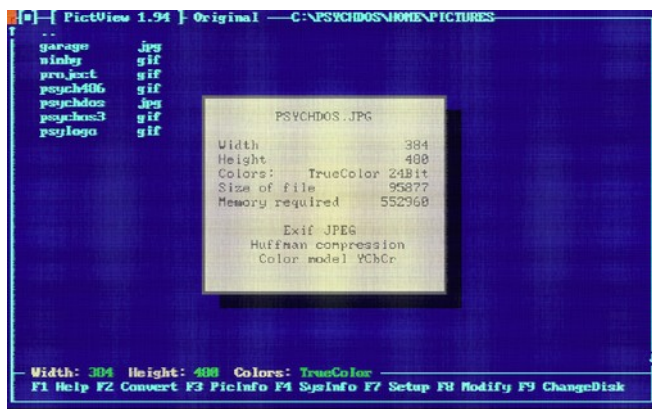 [■] [ PictView 1.94 ] Original C:\PSYCHDOS\HOME\PICTURES
..
garage jpg
ninby gif
project gif
psych486 gif
psychdos jpg
psychos3 gif
psylogo gif
PSYCHDOS.JPG
Width 384
Height 480
Colors: TrueColor 24Bit
Size of file 95877
Memory required 552960
Exif JPEG
Huffman compression
Color model YCbCr
Width: 384 Height: 480 Colors: TrueColor
F1 Help F2 Convert F3 PicInfo F4 SysInfo F7 Setup F8 Modify F9 ChangeDisk